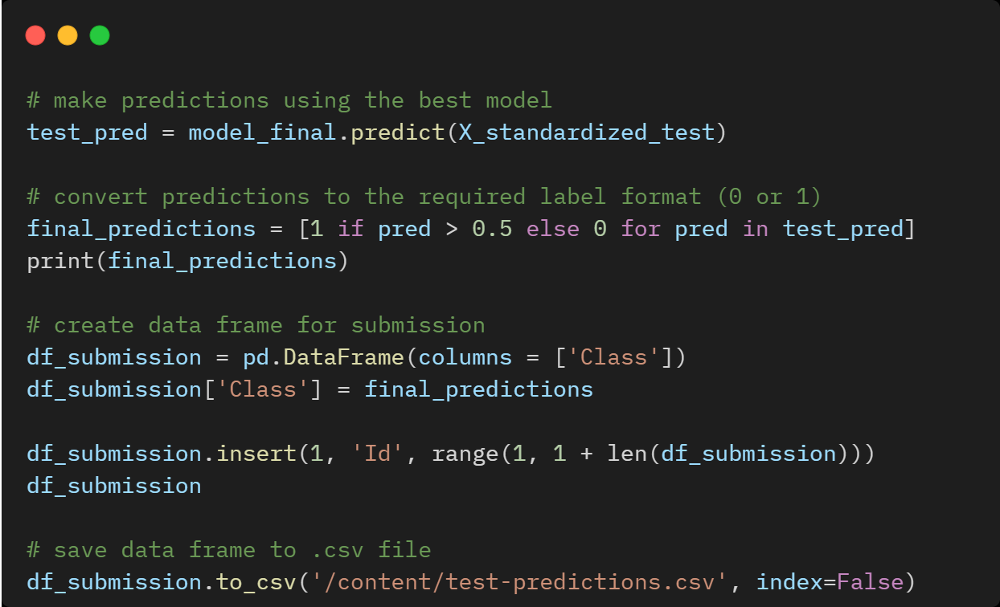 # make predictions using the best model
test_pred = model_final.predict(X_standardized_test)
# convert predictions to the required label format (0 or 1)
final_predictions = [1 if pred > 0.5 else 0 for pred in test_pred]
print(final_predictions)
# create data frame for submission
df_submission = pd.DataFrame(columns = ['Class'])
df_submission['Class'] = final_predictions
df_submission.insert(1, 'Id', range(1, 1 + len(df_submission)))
df_submission
# save data frame to .csv file
df_submission.to_csv('/content/test-predictions.csv', index=False)